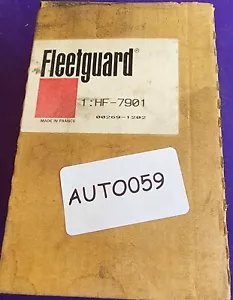 Fleetguard®
1:HF-7901
00269-1202
MADE IN FRANCE
AUTO059